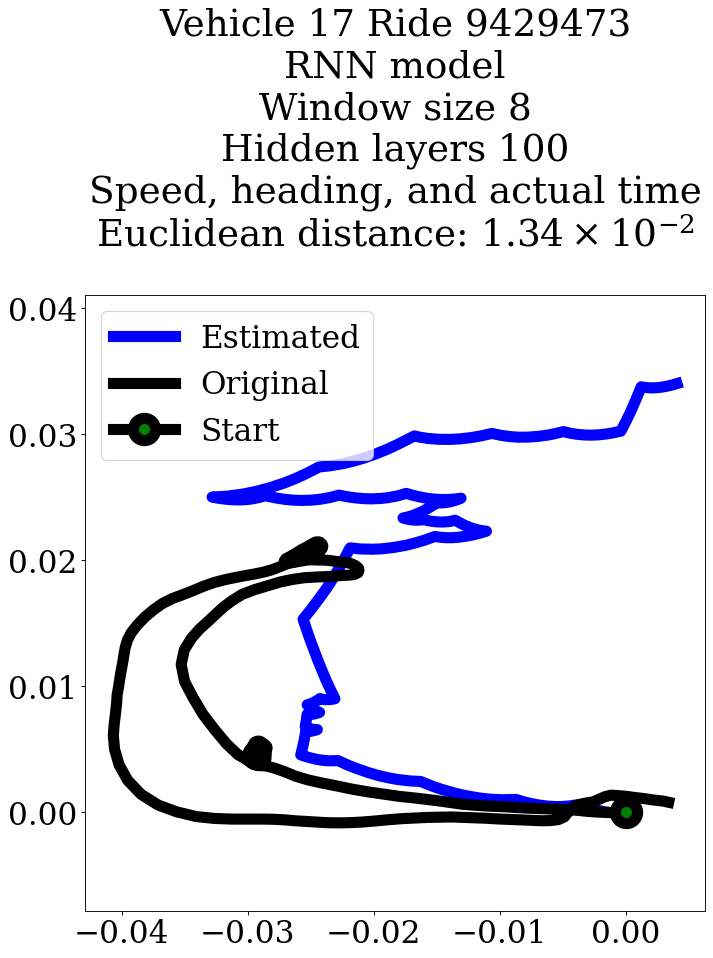 Vehicle 17 Ride 9429473
RNN model
Window size 8
Hidden layers 100
Speed, heading, and actual time
Euclidean distance: 1.34 × 10⁻²
Estimated
Original
Start
0.04
0.03
0.02
0.01
0.00
−0.04 −0.03 −0.02 −0.01 0.00